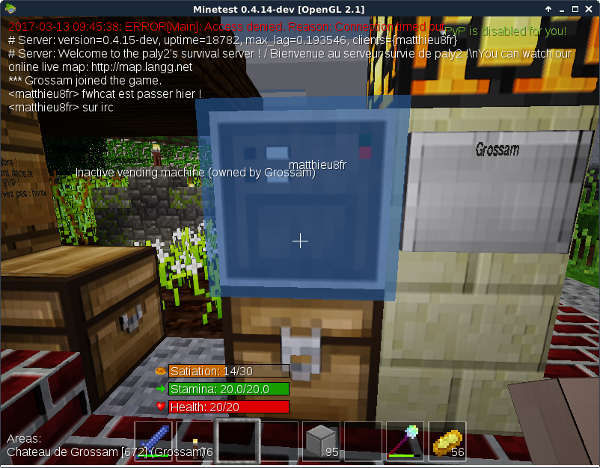 Minetest 0.4.14-dev [OpenGL 2.1]
2017-03-13 09:45:38: ERROR[Main]: Access denied. Reason: Connection timed out.
PvP is disabled for you!
# Server: version=0.4.15-dev, uptime=18782, max_lag=0.193546, clients={matthieu8fr}
# Server: Welcome to the paly2's survival server ! / Bienvenue au serveur survie de paly2 !\nYou can watch our
online live map: http://map.langg.net
*** Grossam joined the game.
<matthieu8fr> fwhcat est passer hier !
<matthieu8fr> sur irc
Grossam
matthieu8fr
Inactive vending machine (owned by Grossam)
Satiation: 14/30
Stamina: 20.0/20.0
Health: 20/20
Areas:
Chateau de Grossam [672] (Grossam)
76
95
56